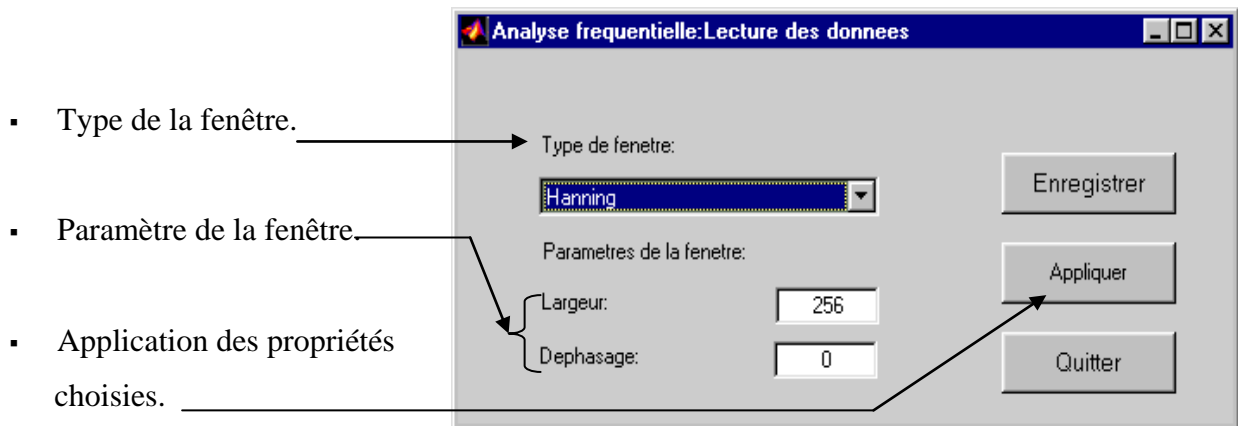 Analyse frequentielle:Lecture des donnees
▪ Type de la fenêtre.
Type de fenetre:
Hanning
Enregistrer
▪ Paramètre de la fenêtre.
Parametres de la fenetre:
Appliquer
Largeur: 256
▪ Application des propriétés
choisies.
Dephasage: 0
Quitter